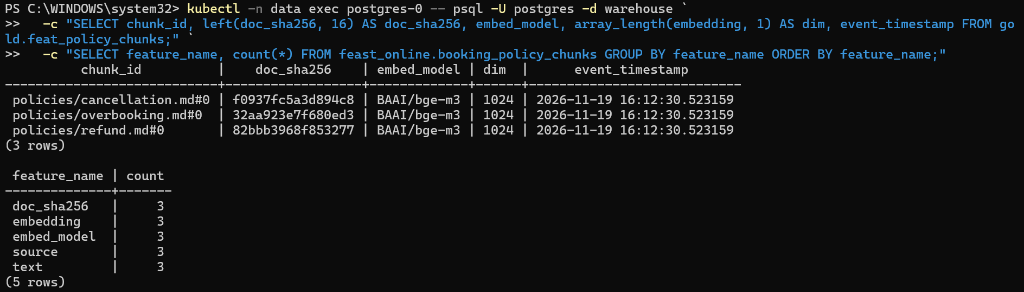 PS C:\WINDOWS\system32> kubectl -n data exec postgres-0 -- psql -U postgres -d warehouse `
>>   -c "SELECT chunk_id, left(doc_sha256, 16) AS doc_sha256, embed_model, array_length(embedding, 1) AS dim, event_timestamp FROM go
ld.feat_policy_chunks;" `
>>   -c "SELECT feature_name, count(*) FROM feast_online.booking_policy_chunks GROUP BY feature_name ORDER BY feature_name;"
         chunk_id          |    doc_sha256    | embed_model | dim  |      event_timestamp
---------------------------+------------------+-------------+------+----------------------------
 policies/cancellation.md#0 | f0937fc5a3d894c8 | BAAI/bge-m3 | 1024 | 2026-11-19 16:12:30.523159
 policies/overbooking.md#0  | 32aa923e7f680ed3 | BAAI/bge-m3 | 1024 | 2026-11-19 16:12:30.523159
 policies/refund.md#0       | 82bbb3968f853277 | BAAI/bge-m3 | 1024 | 2026-11-19 16:12:30.523159
(3 rows)

 feature_name | count
--------------+-------
 doc_sha256   |     3
 embedding    |     3
 embed_model  |     3
 source       |     3
 text         |     3
(5 rows)